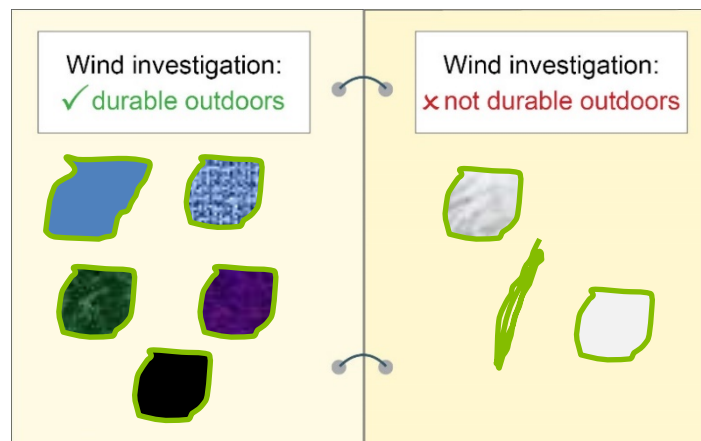 Wind investigation:
✓ durable outdoors
Wind investigation:
× not durable outdoors